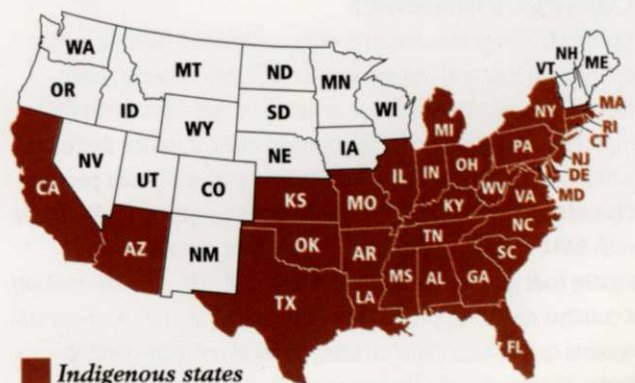 WA
OR
ID
MT
WY
ND
SD
NE
MN
IA
WI
NV
UT
CO
NM
CA
AZ
KS
OK
TX
MO
AR
LA
IL
IN
MI
OH
KY
TN
MS
AL
GA
FL
SC
NC
VA
WV
PA
NY
VT
NH
ME
MA
RI
CT
NJ
DE
MD
Indigenous states